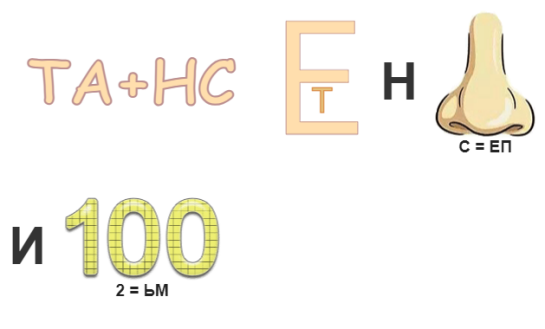 ТА+НС Е т Н
С = ЕП
И 100
2 = ЬМ